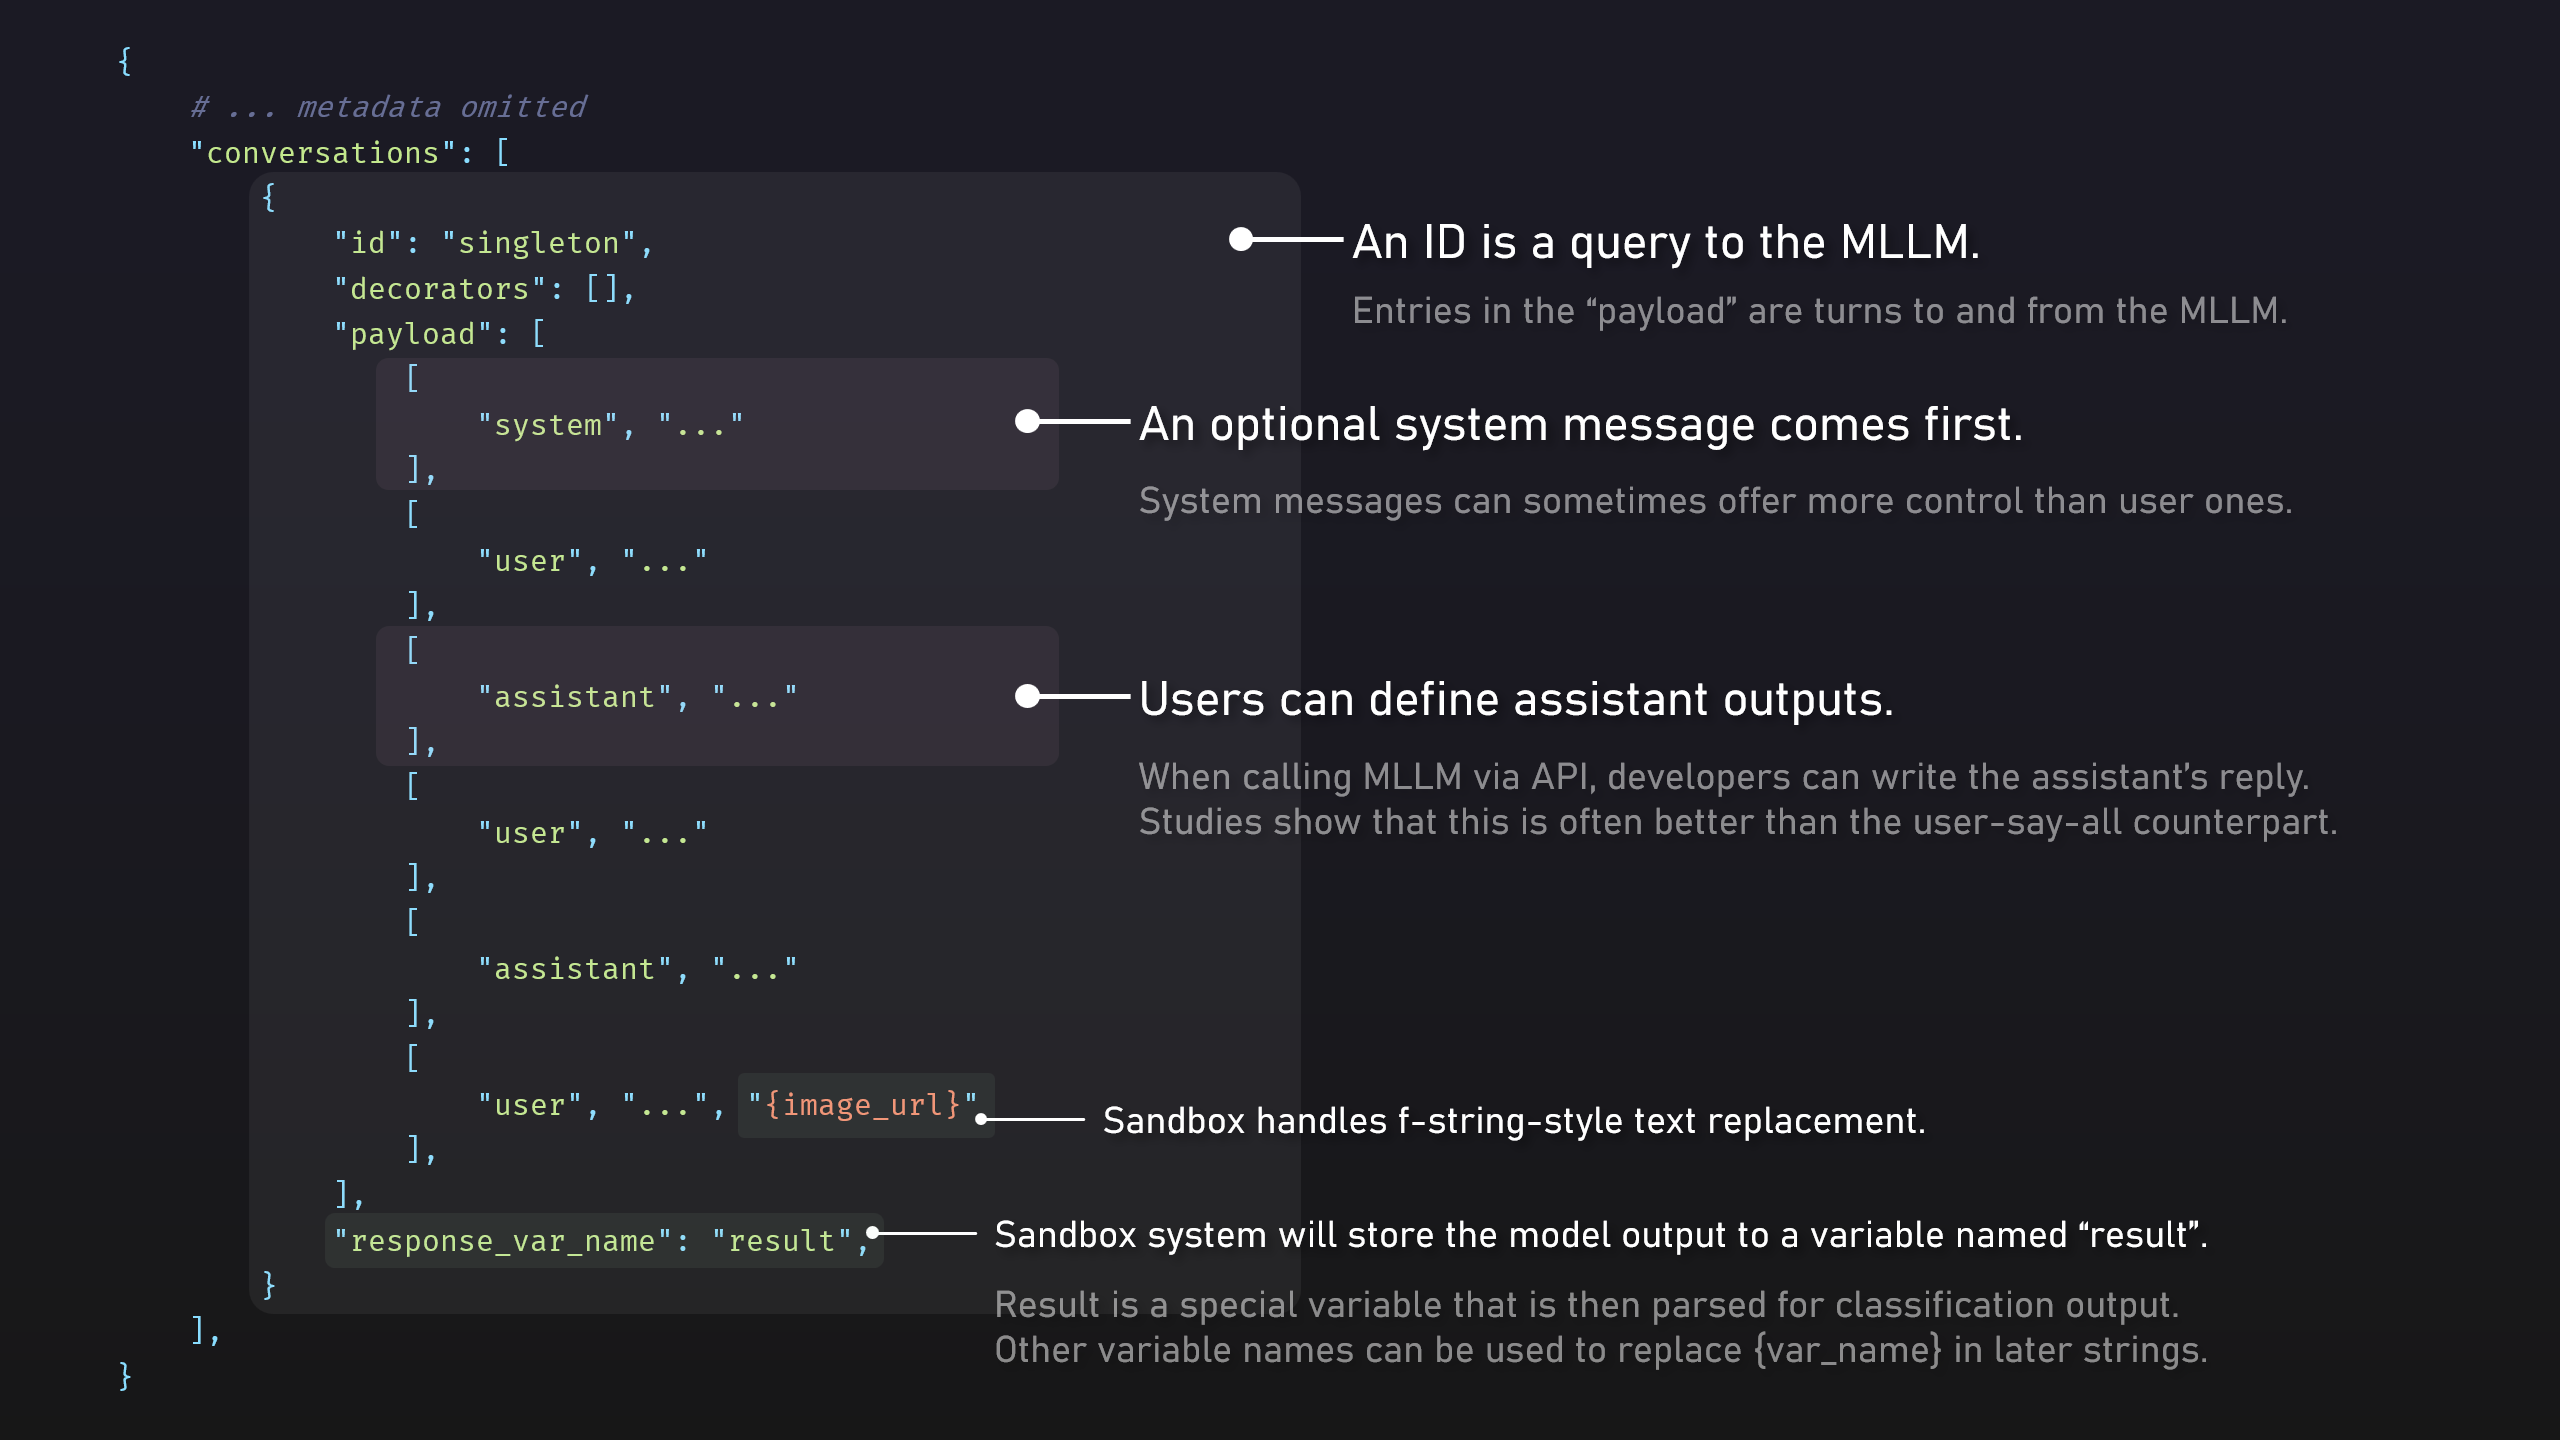 {
# ... metadata omitted
"conversations": [
{
"id": "singleton",
An ID is a query to the MLLM.
"decorators": [],
Entries in the “payload” are turns to and from the MLLM.
"payload": [
[
"system", "..."
An optional system message comes first.
],
System messages can sometimes offer more control than user ones.
[
"user", "..."
],
[
"assistant", "..."
Users can define assistant outputs.
],
When calling MLLM via API, developers can write the assistant’s reply.
Studies show that this is often better than the user-say-all counterpart.
[
"user", "..."
],
[
"assistant", "..."
],
[
"user", "...", "{image_url}"
Sandbox handles f-string-style text replacement.
],
],
"response_var_name": "result",
Sandbox system will store the model output to a variable named “result”.
}
Result is a special variable that is then parsed for classification output.
Other variable names can be used to replace {var_name} in later strings.
],
}